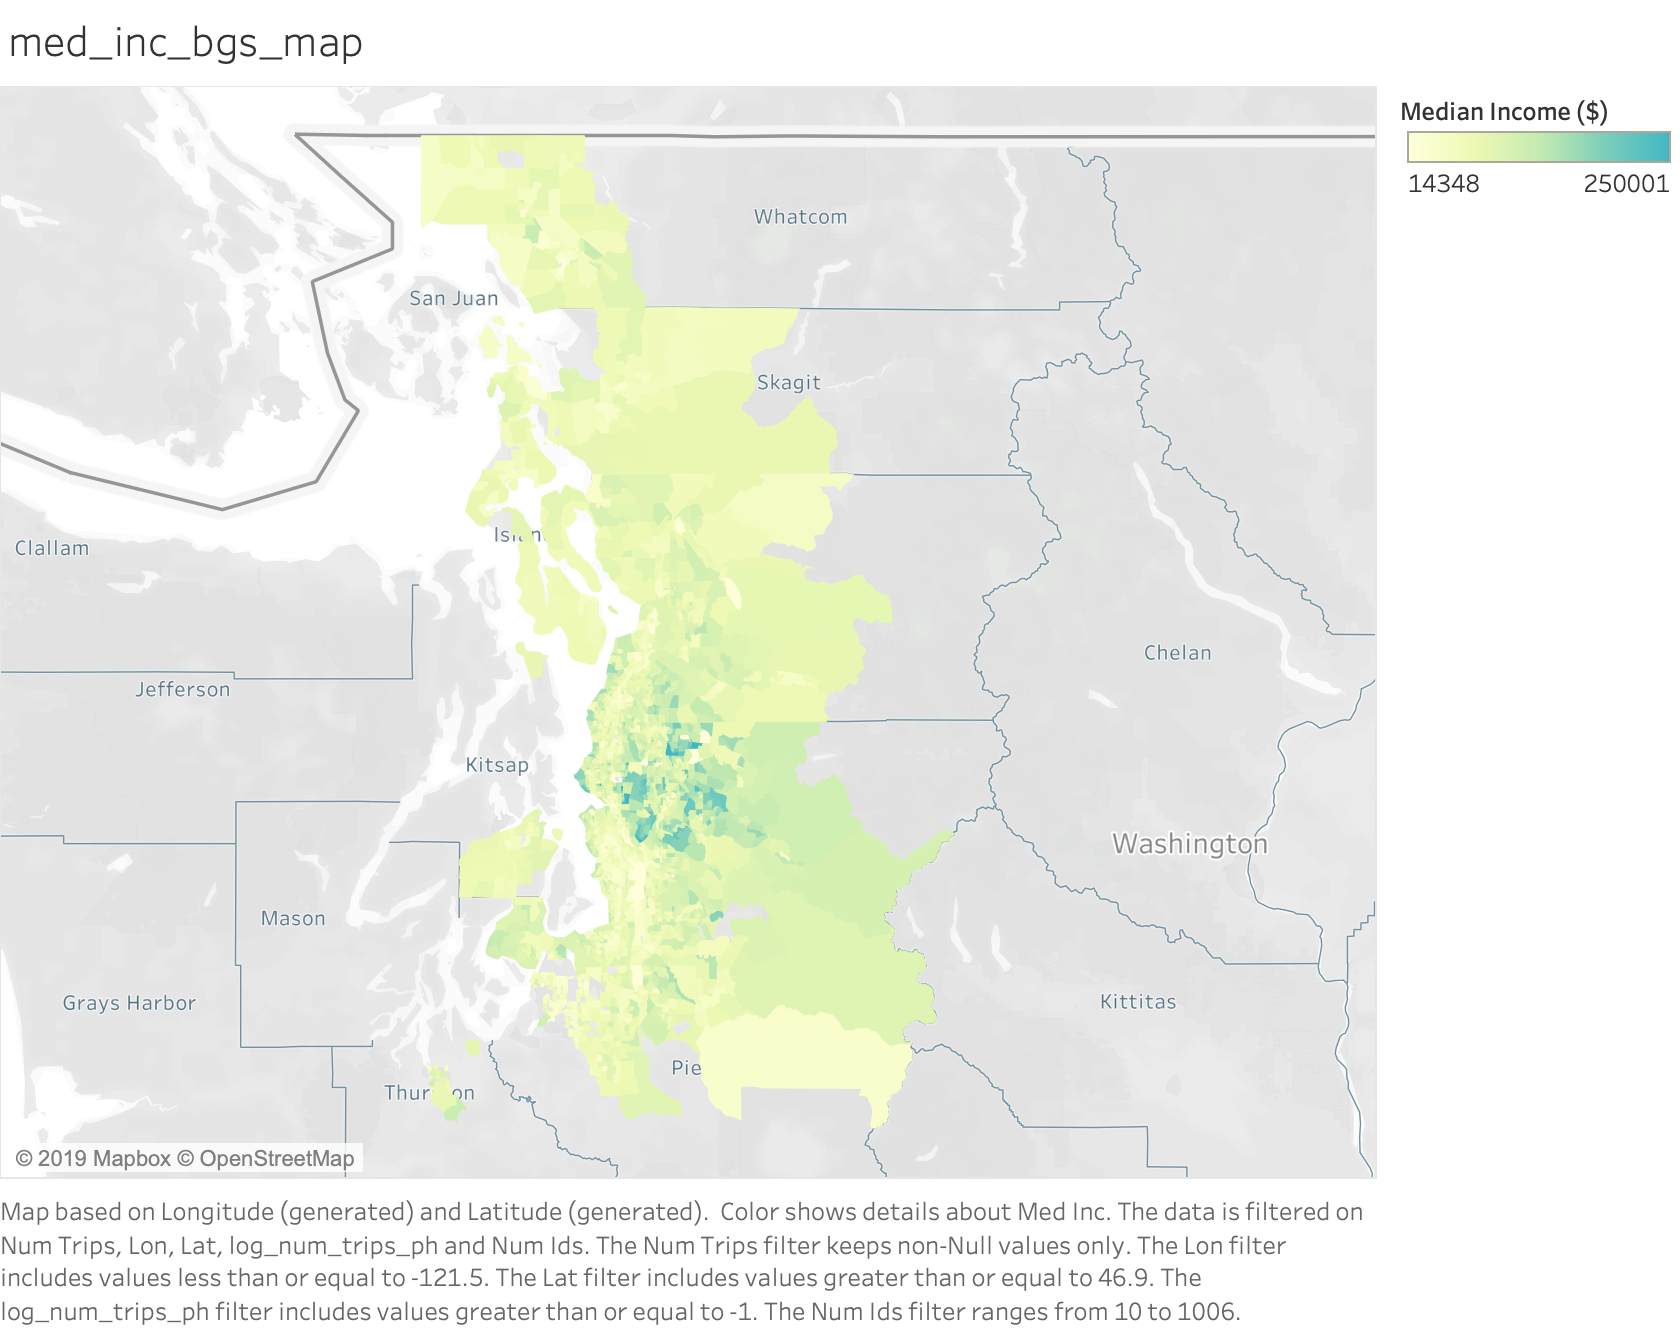 med_inc_bgs_map
Median Income ($)
14348 250001
Whatcom
San Juan
Skagit
Clallam
Chelan
Jefferson
Kitsap
Washington
Mason
Grays Harbor
Kittitas
© 2019 Mapbox © OpenStreetMap
Map based on Longitude (generated) and Latitude (generated).  Color shows details about Med Inc. The data is filtered on
Num Trips, Lon, Lat, log_num_trips_ph and Num Ids. The Num Trips filter keeps non-Null values only. The Lon filter
includes values less than or equal to -121.5. The Lat filter includes values greater than or equal to 46.9. The
log_num_trips_ph filter includes values greater than or equal to -1. The Num Ids filter ranges from 10 to 1006.